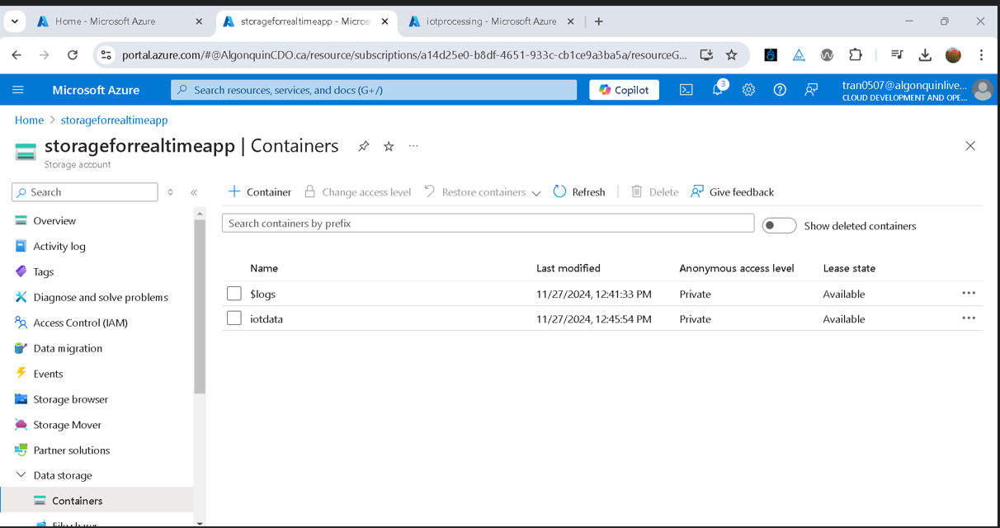 Home - Microsoft Azure
storageforrealtimeapp - Micros
iotprocessing - Microsoft Azure
portal.azure.com/#@AlgonquinCDO.ca/resource/subscriptions/a14d25e0-b8df-4651-933c-cb1ce9a3ba5a/resourceG...
Microsoft Azure
Search resources, services, and docs (G+/)
Copilot
3
tran0507@algonquinlive...
CLOUD DEVELOPMENT AND OPE...
Home > storageforrealtimeapp
storageforrealtimeapp | Containers
Storage account
Search
Container
Change access level
Restore containers
Refresh
Delete
Give feedback
Search containers by prefix
Show deleted containers
Overview
Activity log
Tags
Diagnose and solve problems
Access Control (IAM)
Data migration
Events
Storage browser
Storage Mover
Partner solutions
Data storage
Containers
File shares
Name Last modified Anonymous access level Lease state
$logs 11/27/2024, 12:41:33 PM Private Available
iotdata 11/27/2024, 12:45:54 PM Private Available